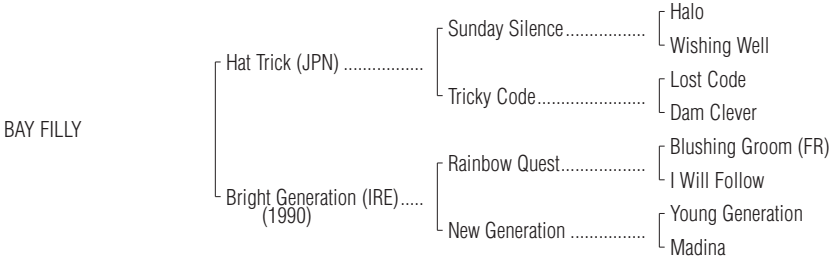 Halo
Sunday Silence.................
Wishing Well
Hat Trick (JPN) .................
Lost Code
Tricky Code.......................
Dam Clever
BAY FILLY
Blushing Groom (FR)
Rainbow Quest..................
I Will Follow
Bright Generation (IRE).....
(1990)
Young Generation
New Generation ................
Madina